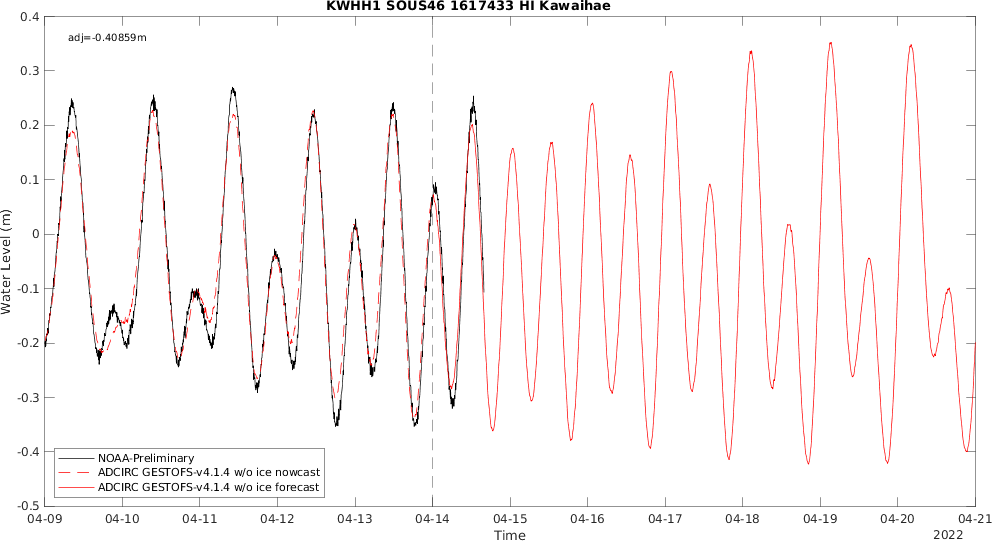 KWHH1 SOUS46 1617433 HI Kawaihae
adj=-0.40859m
0.4
0.3
0.2
0.1
0
-0.1
-0.2
-0.3
-0.4
-0.5
Water Level (m)
NOAA-Preliminary
ADCIRC GESTOFS-v4.1.4 w/o ice nowcast
ADCIRC GESTOFS-v4.1.4 w/o ice forecast
04-09 04-10 04-11 04-12 04-13 04-14 04-15 04-16 04-17 04-18 04-19 04-20 04-21
Time
2022